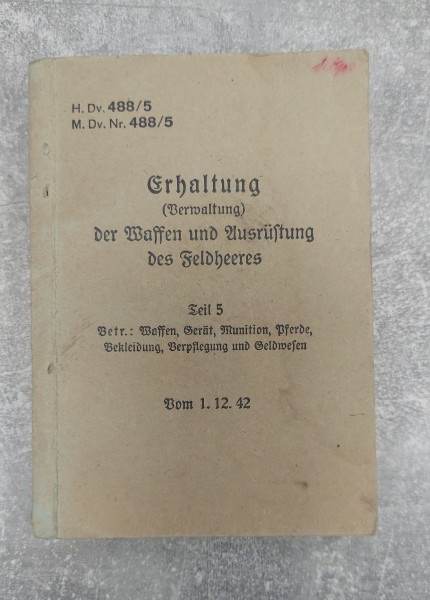 H. Dv. 488/5
M. Dv. Nr. 488/5
Erhaltung
(Verwaltung)
der Waffen und Ausrüstung
des Feldheeres
Teil 5
Betr.: Waffen, Gerät, Munition, Pferde,
Bekleidung, Verpflegung und Geldwesen
Vom 1. 12. 42